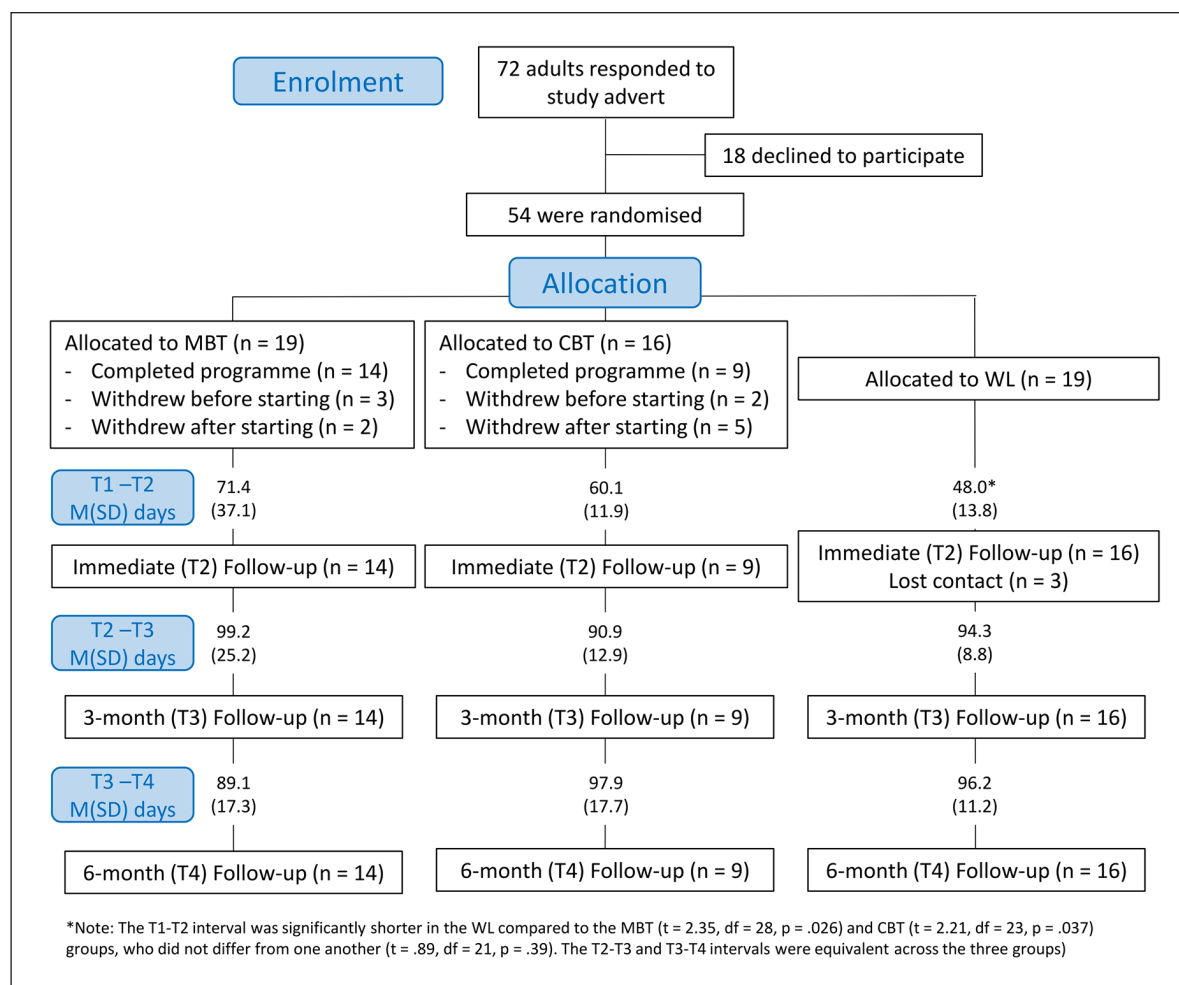 Enrolment
72 adults responded to
study advert
18 declined to participate
54 were randomised
Allocation
Allocated to MBT (n = 19)
- Completed programme (n = 14)
- Withdrew before starting (n = 3)
- Withdrew after starting (n = 2)
Allocated to CBT (n = 16)
- Completed programme (n = 9)
- Withdrew before starting (n = 2)
- Withdrew after starting (n = 5)
Allocated to WL (n = 19)
T1 –T2
M(SD) days
71.4
(37.1)
60.1
(11.9)
48.0*
(13.8)
Immediate (T2) Follow-up (n = 14)
Immediate (T2) Follow-up (n = 9)
Immediate (T2) Follow-up (n = 16)
Lost contact (n = 3)
T2 –T3
M(SD) days
99.2
(25.2)
90.9
(12.9)
94.3
(8.8)
3-month (T3) Follow-up (n = 14)
3-month (T3) Follow-up (n = 9)
3-month (T3) Follow-up (n = 16)
T3 –T4
M(SD) days
89.1
(17.3)
97.9
(17.7)
96.2
(11.2)
6-month (T4) Follow-up (n = 14)
6-month (T4) Follow-up (n = 9)
6-month (T4) Follow-up (n = 16)
*Note: The T1-T2 interval was significantly shorter in the WL compared to the MBT (t = 2.35, df = 28, p = .026) and CBT (t = 2.21, df = 23, p = .037)
groups, who did not differ from one another (t = .89, df = 21, p = .39). The T2-T3 and T3-T4 intervals were equivalent across the three groups)